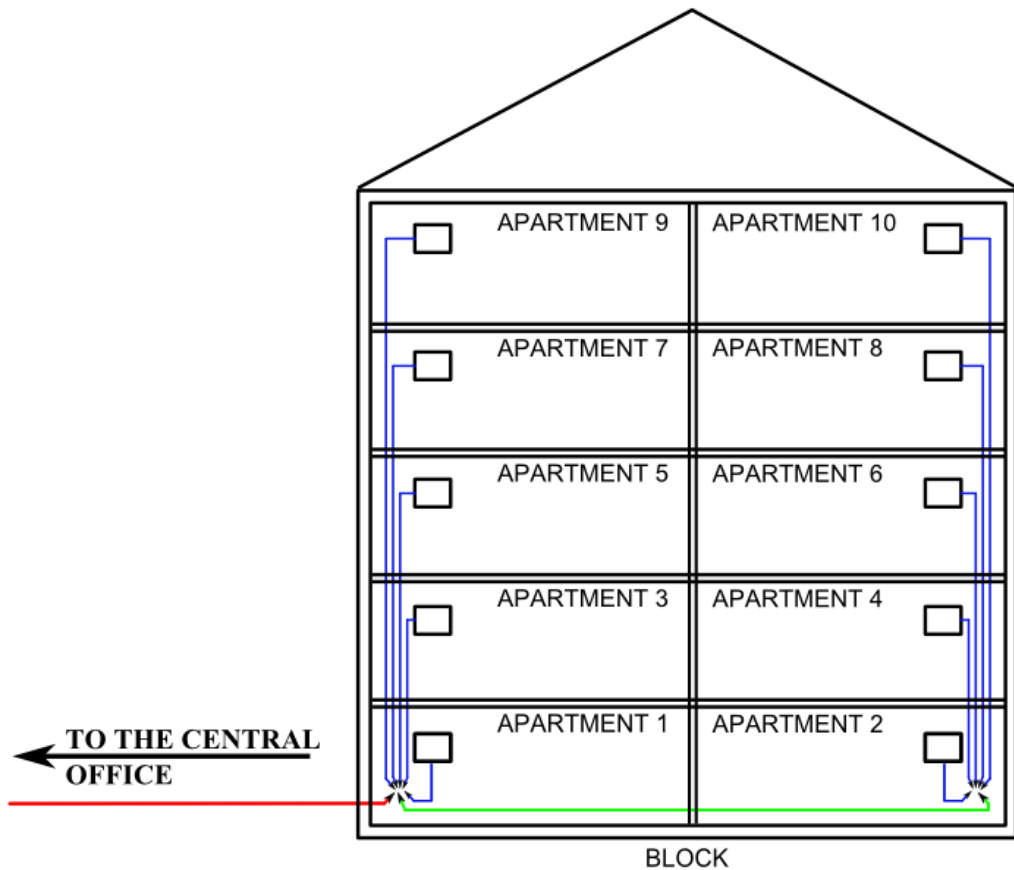 APARTMENT 9
APARTMENT 10
APARTMENT 7
APARTMENT 8
APARTMENT 5
APARTMENT 6
APARTMENT 3
APARTMENT 4
APARTMENT 1
APARTMENT 2
TO THE CENTRAL
OFFICE
BLOCK